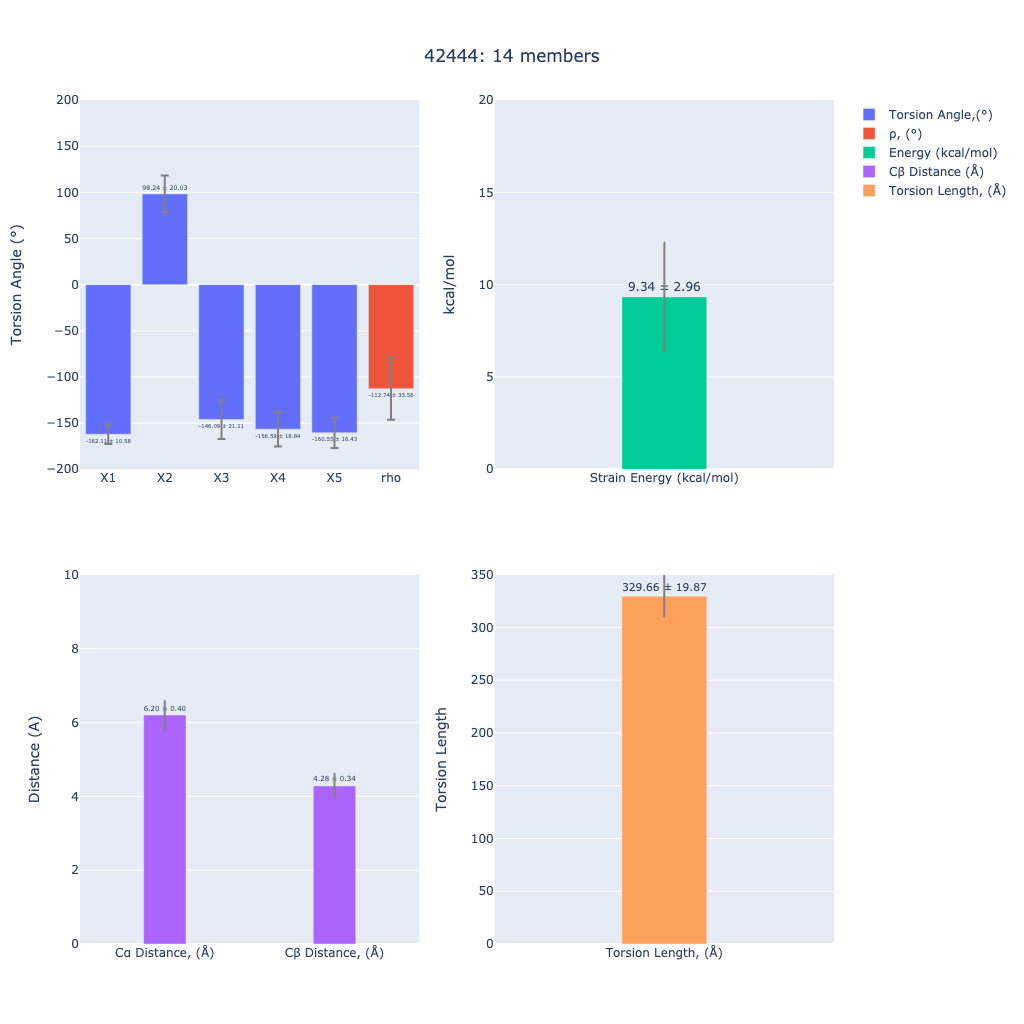 42444: 14 members
Torsion Angle (°)
200
150
100
50
0
−50
−100
−150
−200
98.24 ± 20.03
-162.11 ± 10.58
-146.09 ± 21.11
-156.59 ± 18.84
-160.55 ± 16.43
-112.74 ± 33.56
X1 X2 X3 X4 X5 rho
kcal/mol
20
15
10
5
0
9.34 ± 2.96
Strain Energy (kcal/mol)
Torsion Angle,(°)
ρ, (°)
Energy (kcal/mol)
Cβ Distance (Å)
Torsion Length, (Å)
Distance (A)
10
8
6
4
2
0
6.20 ± 0.40
4.28 ± 0.34
Cα Distance, (Å) Cβ Distance, (Å)
Torsion Length
350
300
250
200
150
100
50
0
329.66 ± 19.87
Torsion Length, (Å)